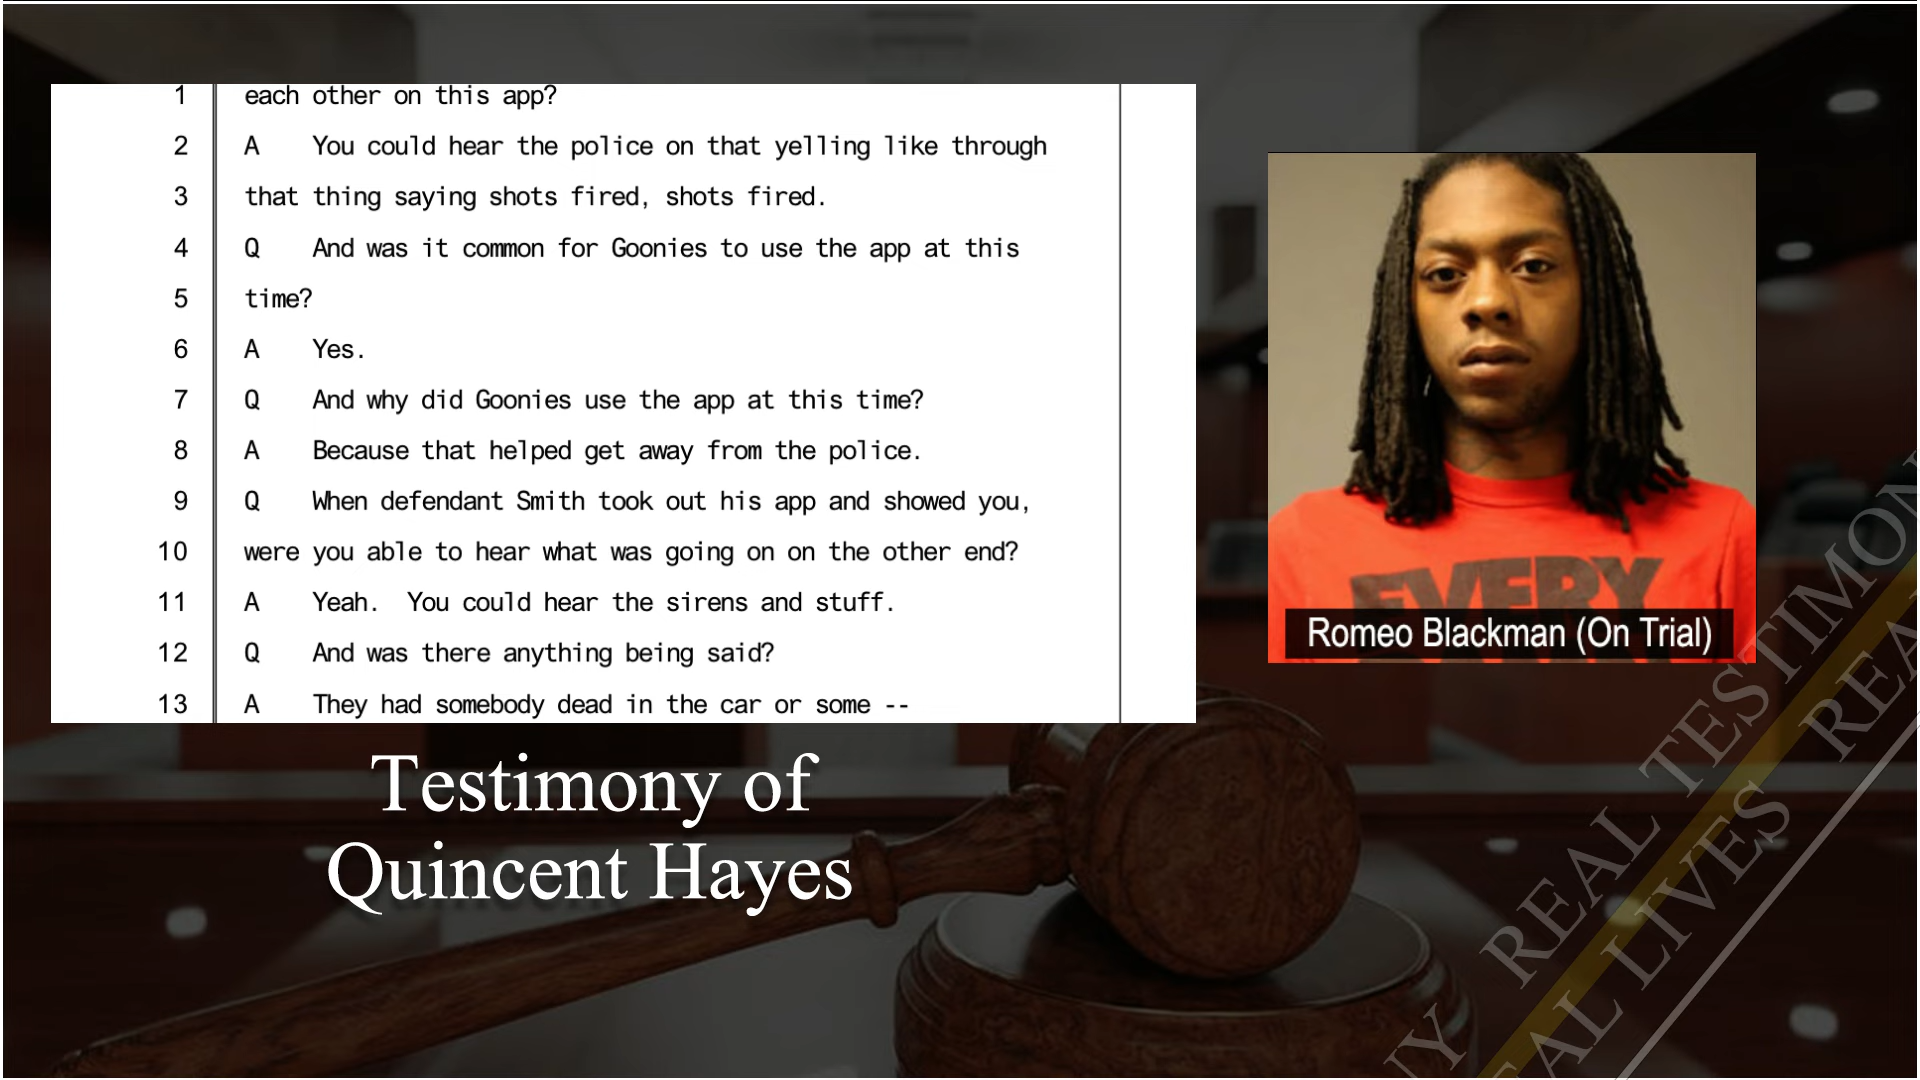 1 each other on this app?
2 A You could hear the police on that yelling like through
3 that thing saying shots fired, shots fired.
4 Q And was it common for Goonies to use the app at this
5 time?
6 A Yes.
7 Q And why did Goonies use the app at this time?
8 A Because that helped get away from the police.
9 Q When defendant Smith took out his app and showed you,
10 were you able to hear what was going on on the other end?
11 A Yeah. You could hear the sirens and stuff.
12 Q And was there anything being said?
13 A They had somebody dead in the car or some --
EVERY
Romeo Blackman (On Trial)
Testimony of
Quincent Hayes
NY REAL TESTIMON
EAL LIVES REA